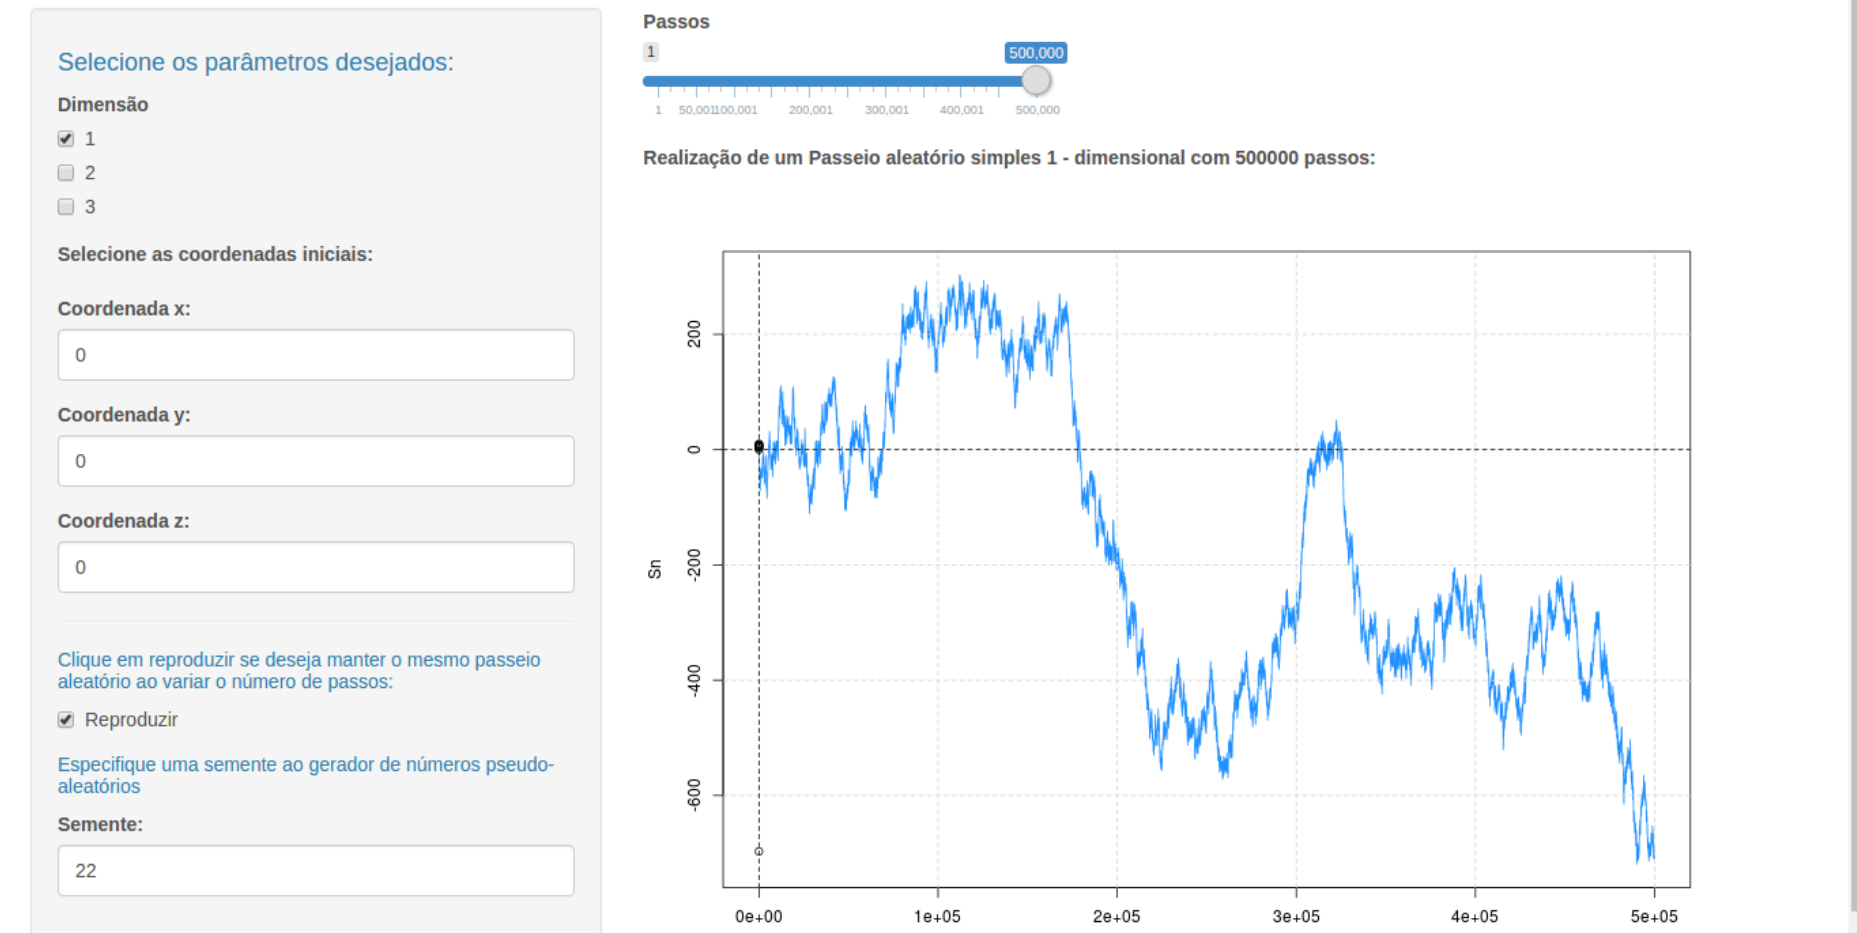 Selecione os parâmetros desejados:
Dimensão
1
2
3
Selecione as coordenadas iniciais:
Coordenada x:
0
Coordenada y:
0
Coordenada z:
0
Clique em reproduzir se deseja manter o mesmo passeio
aleatório ao variar o número de passos:
Reproduzir
Especifique uma semente ao gerador de números pseudo-
aleatórios
Semente:
22
Passos
1
500,000
1 50,001 100,001 200,001 300,001 400,001 500,000
Realização de um Passeio aleatório simples 1 - dimensional com 500000 passos:
Sn
200
0
-200
-400
-600
0e+00 1e+05 2e+05 3e+05 4e+05 5e+05